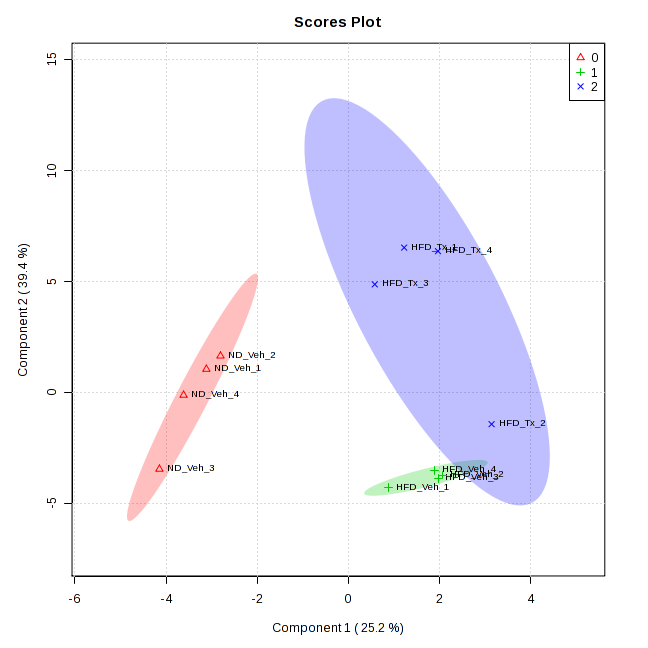 Scores Plot
0
1
2
15
10
5
0
-5
Component 2 ( 39.4 %)
HFD_Tx_1
HFD_Tx_4
HFD_Tx_3
ND_Veh_2
ND_Veh_1
ND_Veh_4
HFD_Tx_2
ND_Veh_3
HFD_Veh_4
HFD_Veh_2
HFD_Veh_3
HFD_Veh_1
-6 -4 -2 0 2 4
Component 1 ( 25.2 %)